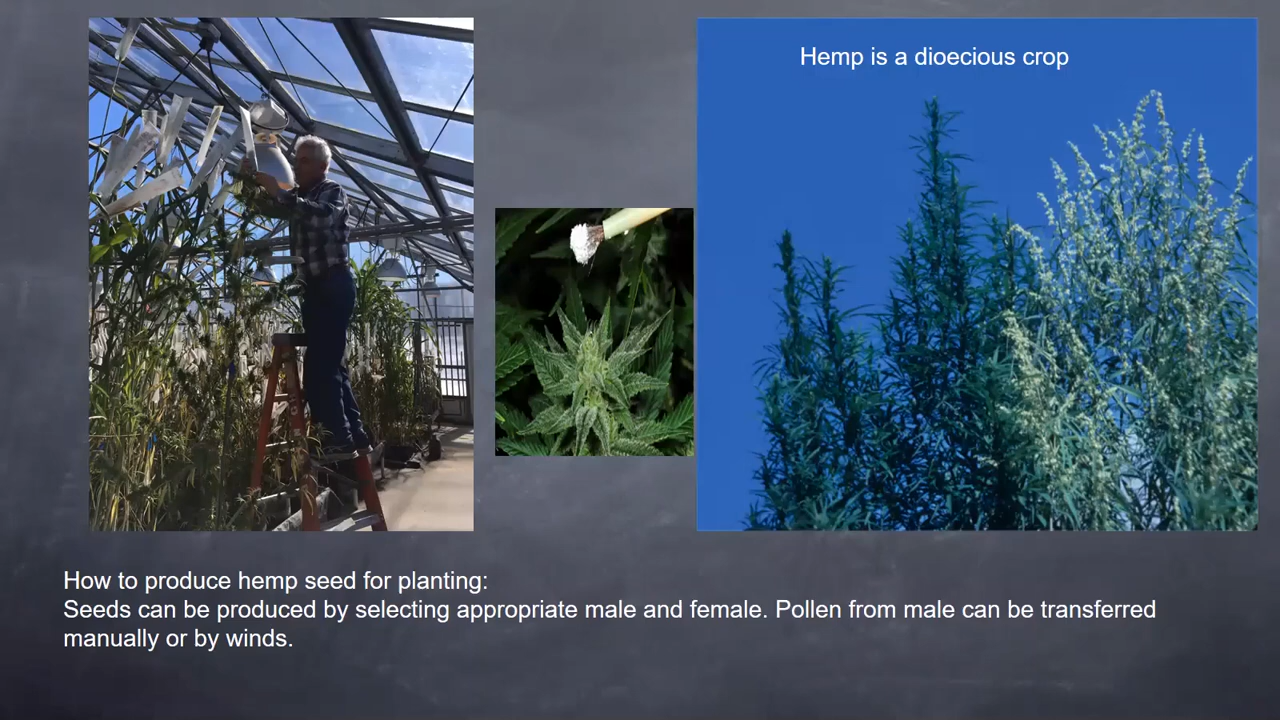 Hemp is a dioecious crop
How to produce hemp seed for planting:
Seeds can be produced by selecting appropriate male and female. Pollen from male can be transferred
manually or by winds.